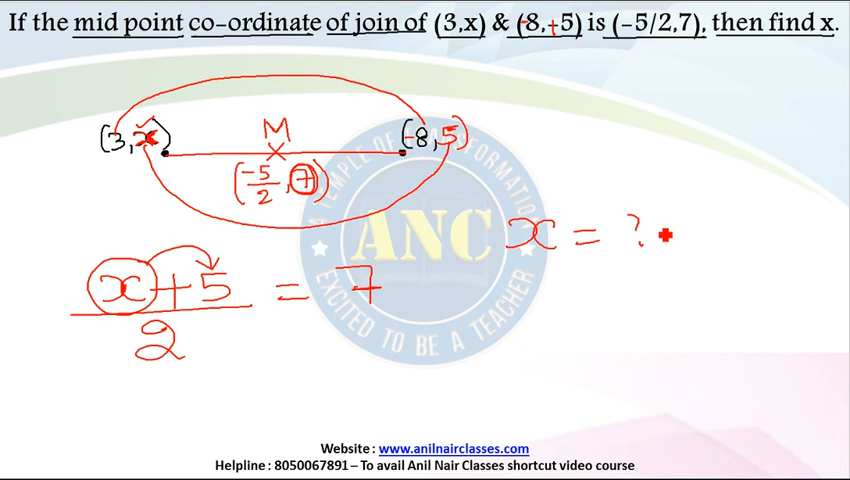 If the mid point co-ordinate of join of (3,x) & (-8,+5) is (-5/2,7), then find x.
M
(3,x) (-8,5)
(-5/2,7)
A TEMPLE OF TRANSFORMATION
ANC
EXCITED TO BE A TEACHER
x = ?
x+5 = 7
2
Website : www.anilnairclasses.com
Helpline : 8050067891 – To avail Anil Nair Classes shortcut video course